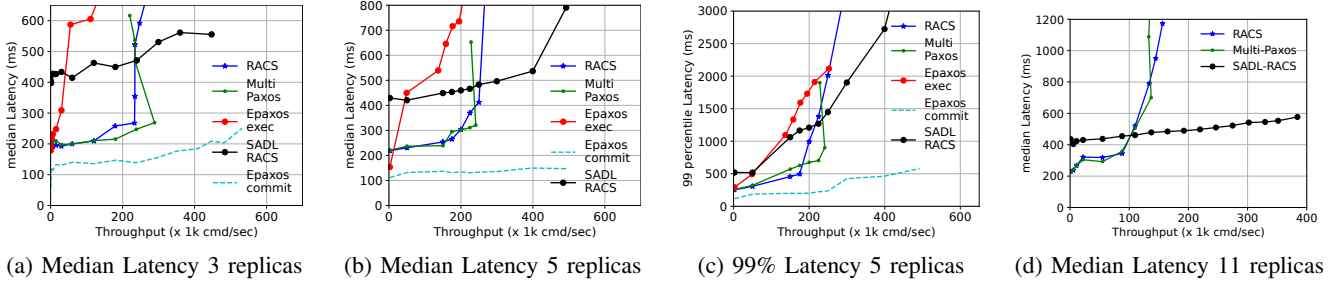 600
500
400
300
200
100
0
median latency (ms)
0
200
400
600
Throughput (x 1k cmd/sec)
RACS
Multi
Paxos
Epaxos
exec
SADL
RACS
Epaxos
commit
(a) Median Latency 3 replicas
800
700
600
500
400
300
200
100
0
median Latency (ms)
0
200
400
600
Throughput (x 1k cmd/sec)
RACS
Multi
Paxos
Epaxos
exec
Epaxos
commit
SADL
RACS
(b) Median Latency 5 replicas
3000
2500
2000
1500
1000
500
0
99 percentile Latency (ms)
0
200
400
600
Throughput (x 1k cmd/sec)
RACS
Multi
Paxos
Epaxos
exec
Epaxos
commit
SADL
RACS
(c) 99% Latency 5 replicas
1200
1000
800
600
400
200
0
median Latency (ms)
0
100
200
300
400
Throughput (x 1k cmd/sec)
RACS
Multi-Paxos
SADL-RACS
(d) Median Latency 11 replicas